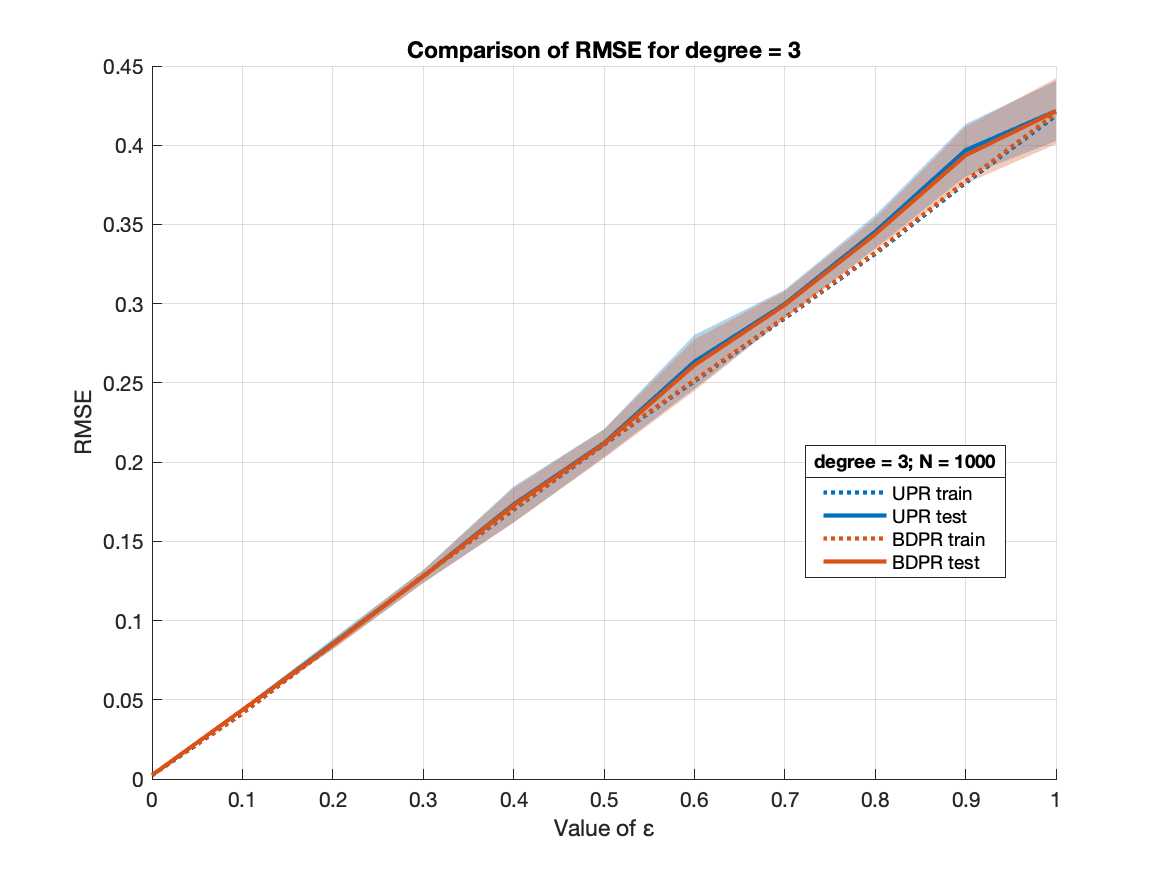 Comparison of RMSE for degree = 3
0.45
0.4
0.35
0.3
0.25
0.2
0.15
0.1
0.05
0
RMSE
degree = 3; N = 1000
UPR train
UPR test
BDPR train
BDPR test
0 0.1 0.2 0.3 0.4 0.5 0.6 0.7 0.8 0.9 1
Value of ε